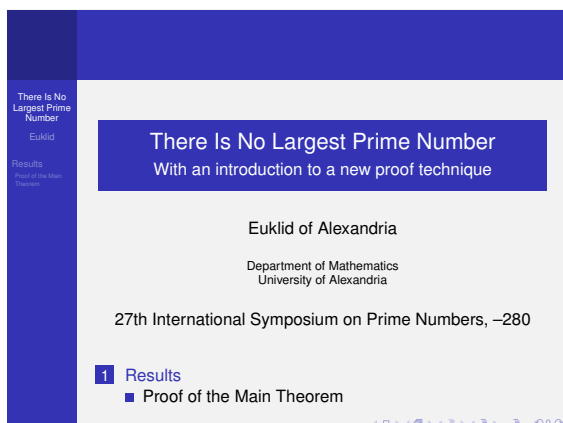 There Is No
Largest Prime
Number
Euklid
Results
Proof of the Main
Theorem
There Is No Largest Prime Number
With an introduction to a new proof technique
Euklid of Alexandria
Department of Mathematics
University of Alexandria
27th International Symposium on Prime Numbers, –280
1 Results
Proof of the Main Theorem